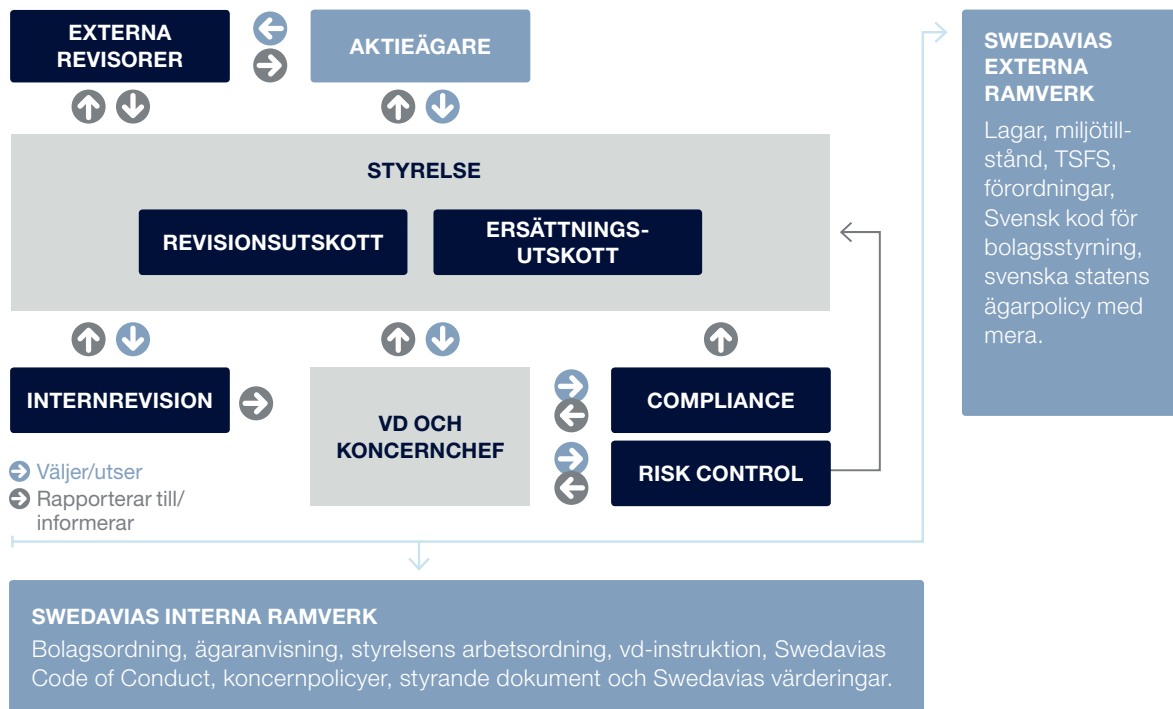 EXTERNA
REVISORER
AKTIEÄGARE
STYRELSE
REVISIONSUTSKOTT
ERSÄTTNINGS-
UTSKOTT
INTERNREVISION
VD OCH
KONCERNCHEF
COMPLIANCE
RISK CONTROL
Väljer/utser
Rapporterar till/
informerar
SWEDAVIAS
EXTERNA
RAMVERK
Lagar, miljötill-
stånd, TSFS,
förordningar,
Svensk kod för
bolagsstyrning,
svenska statens
ägarpolicy med
mera.
SWEDAVIAS INTERNA RAMVERK
Bolagsordning, ägaranvisning, styrelsens arbetsordning, vd-instruktion, Swedavias
Code of Conduct, koncernpolicyer, styrande dokument och Swedavias värderingar.